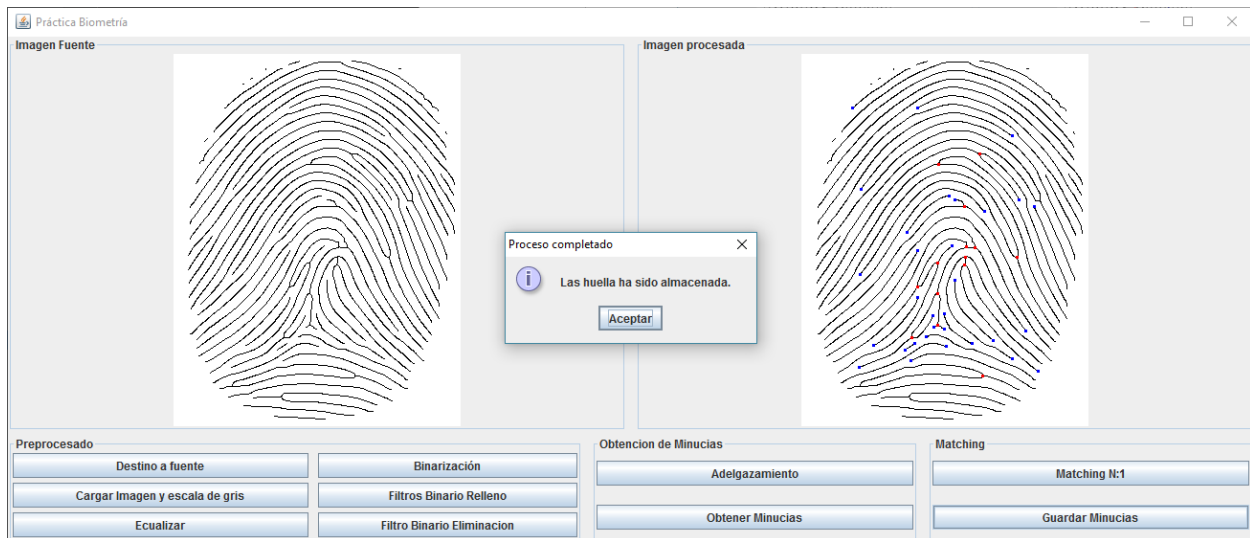 Práctica Biometría
Imagen Fuente
Imagen procesada
Proceso completado
Las huella ha sido almacenada.
Aceptar
Preprocesado
Destino a fuente
Binarización
Cargar Imagen y escala de gris
Filtros Binario Relleno
Ecualizar
Filtro Binario Eliminacion
Obtencion de Minucias
Adelgazamiento
Obtener Minucias
Matching
Matching N:1
Guardar Minucias